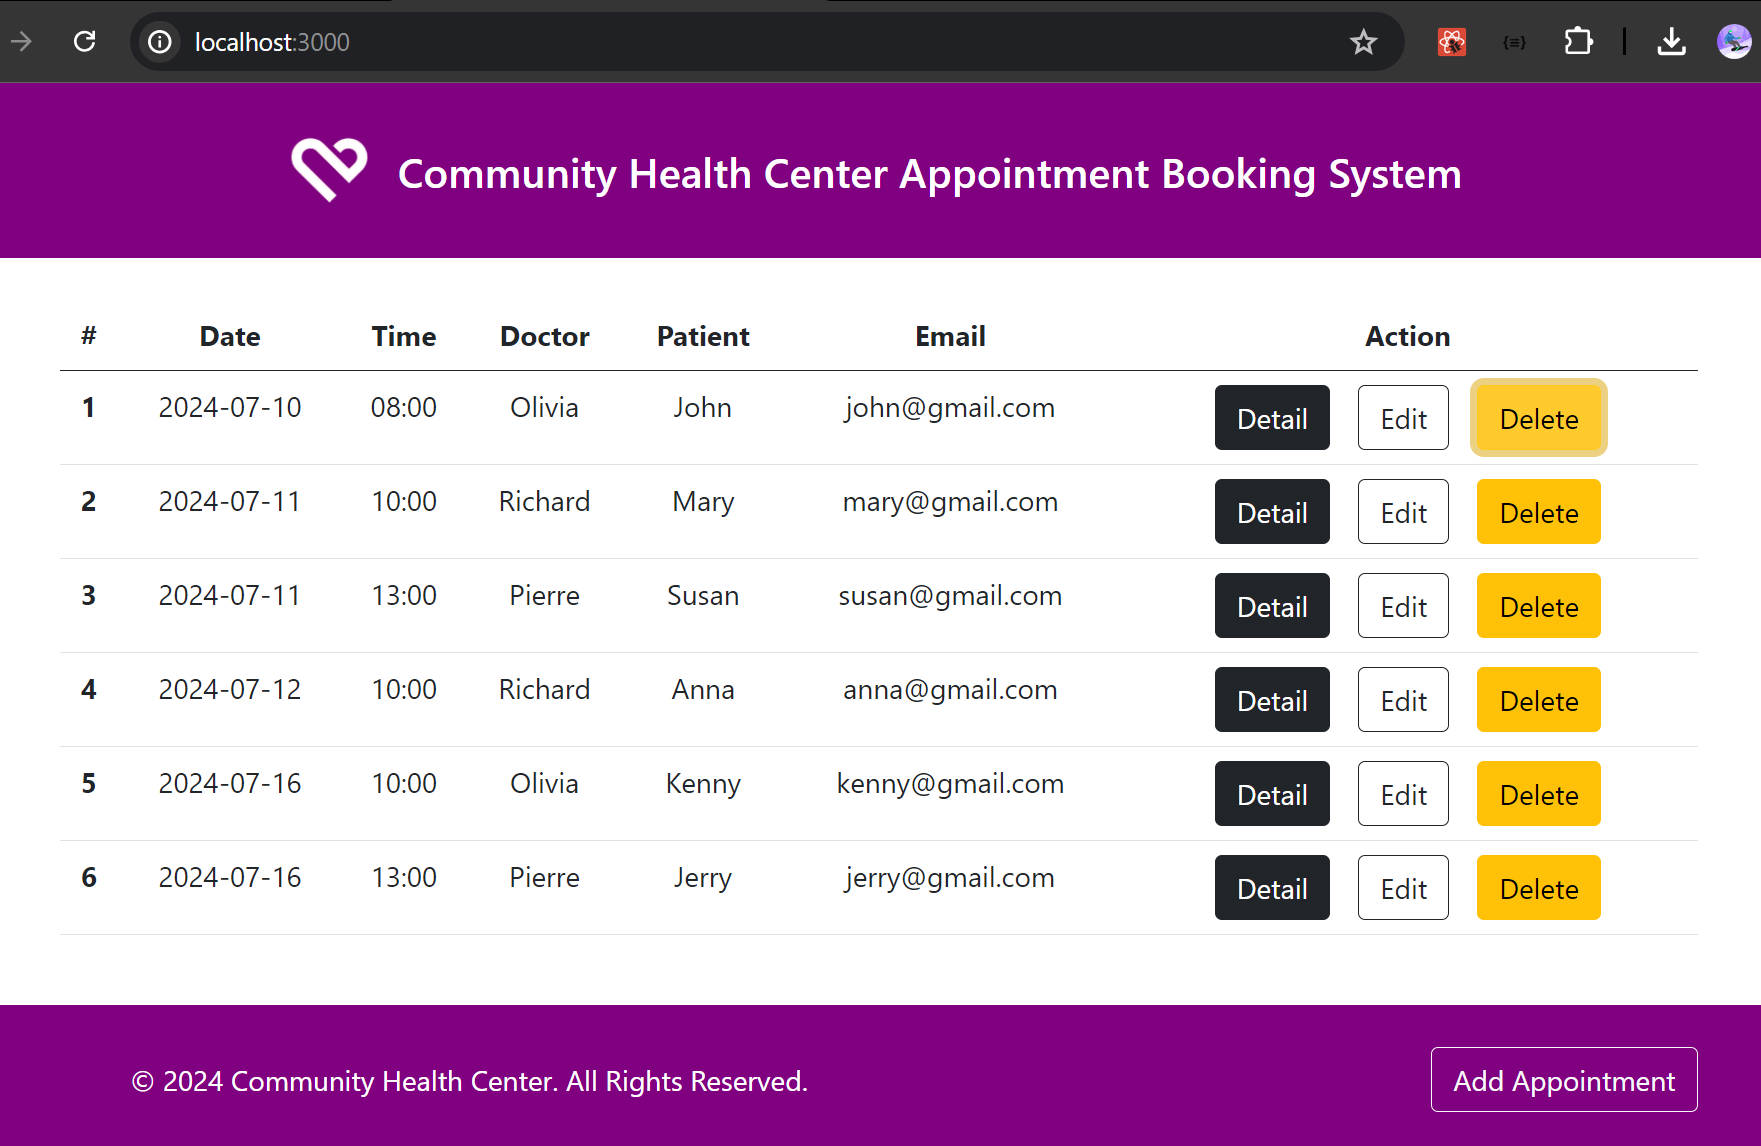 localhost:3000
Community Health Center Appointment Booking System
# Date Time Doctor Patient Email Action
1 2024-07-10 08:00 Olivia John john@gmail.com Detail Edit Delete
2 2024-07-11 10:00 Richard Mary mary@gmail.com Detail Edit Delete
3 2024-07-11 13:00 Pierre Susan susan@gmail.com Detail Edit Delete
4 2024-07-12 10:00 Richard Anna anna@gmail.com Detail Edit Delete
5 2024-07-16 10:00 Olivia Kenny kenny@gmail.com Detail Edit Delete
6 2024-07-16 13:00 Pierre Jerry jerry@gmail.com Detail Edit Delete
© 2024 Community Health Center. All Rights Reserved. Add Appointment